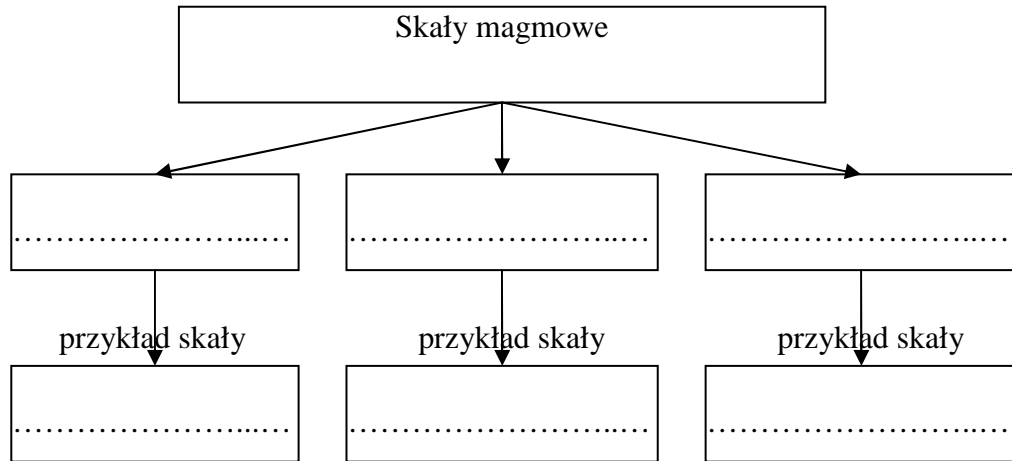 Skały magmowe
……………………...… ……………………..… ……………………..…
przykład skały przykład skały przykład skały
……………………...… ……………………..… ……………………..…